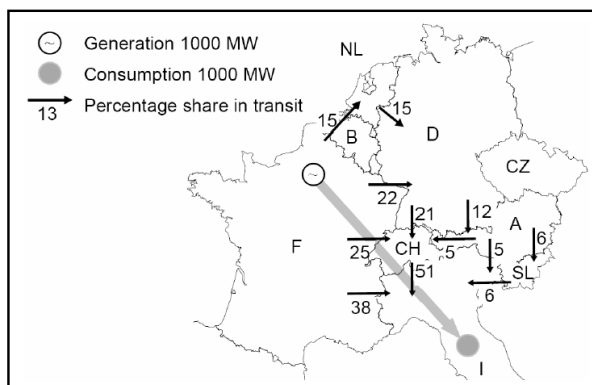 Generation 1000 MW
Consumption 1000 MW
Percentage share in transit
13
NL
15
15
B
D
CZ
22
21
12
A
F
25
CH
5
5
6
SL
51
6
38
I